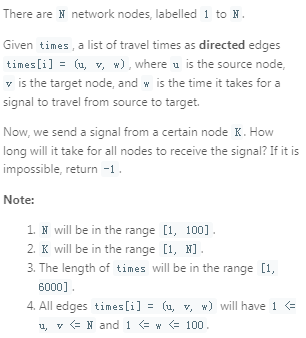 There are N network nodes, labelled 1 to N.
Given times, a list of travel times as directed edges
times[i] = (u, v, w), where u is the source node,
v is the target node, and w is the time it takes for a
signal to travel from source to target.
Now, we send a signal from a certain node K. How
long will it take for all nodes to receive the signal? If it is
impossible, return -1.
Note:
1. N will be in the range [1, 100].
2. K will be in the range [1, N].
3. The length of times will be in the range [1,
6000].
4. All edges times[i] = (u, v, w) will have 1 <=
u, v <= N and 1 <= w <= 100.